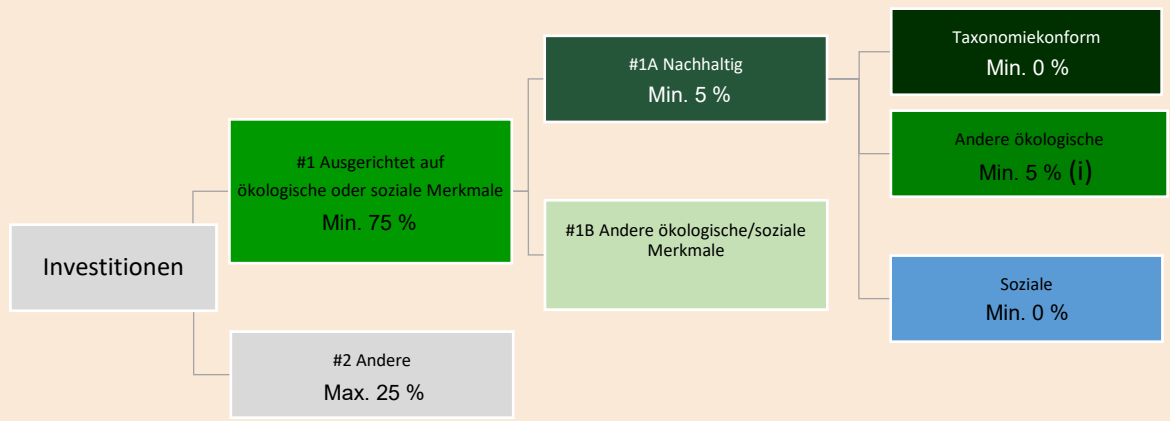 Investitionen
#1 Ausgerichtet auf
ökologische oder soziale Merkmale
Min. 75 %
#2 Andere
Max. 25 %
#1A Nachhaltig
Min. 5 %
#1B Andere ökologische/soziale
Merkmale
Taxonomiekonform
Min. 0 %
Andere ökologische
Min. 5 % (i)
Soziale
Min. 0 %